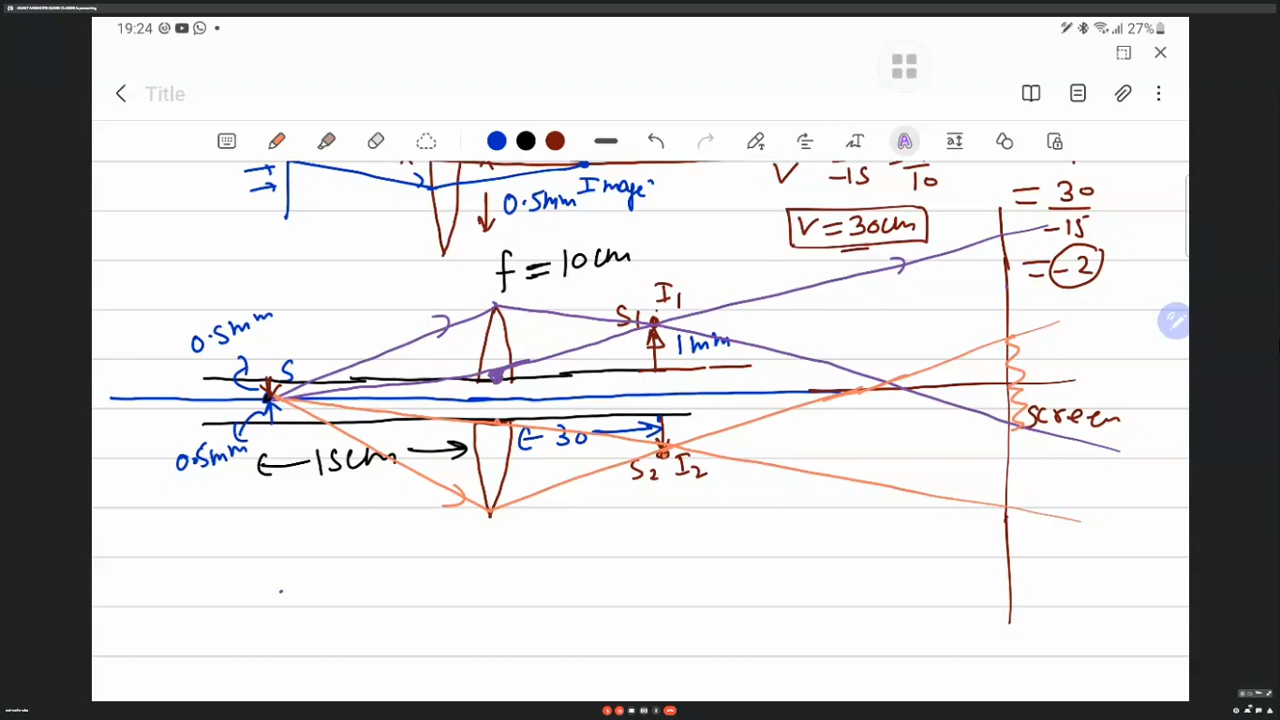 19:24
27%
Title
0.5mm Image
V -15 10
= 30
-15
V = 30cm
= -2
f = 10cm
I1
S1
1mm
0.5mm
S
screen
0.5mm
← 15cm →
← 30 →
S2 I2